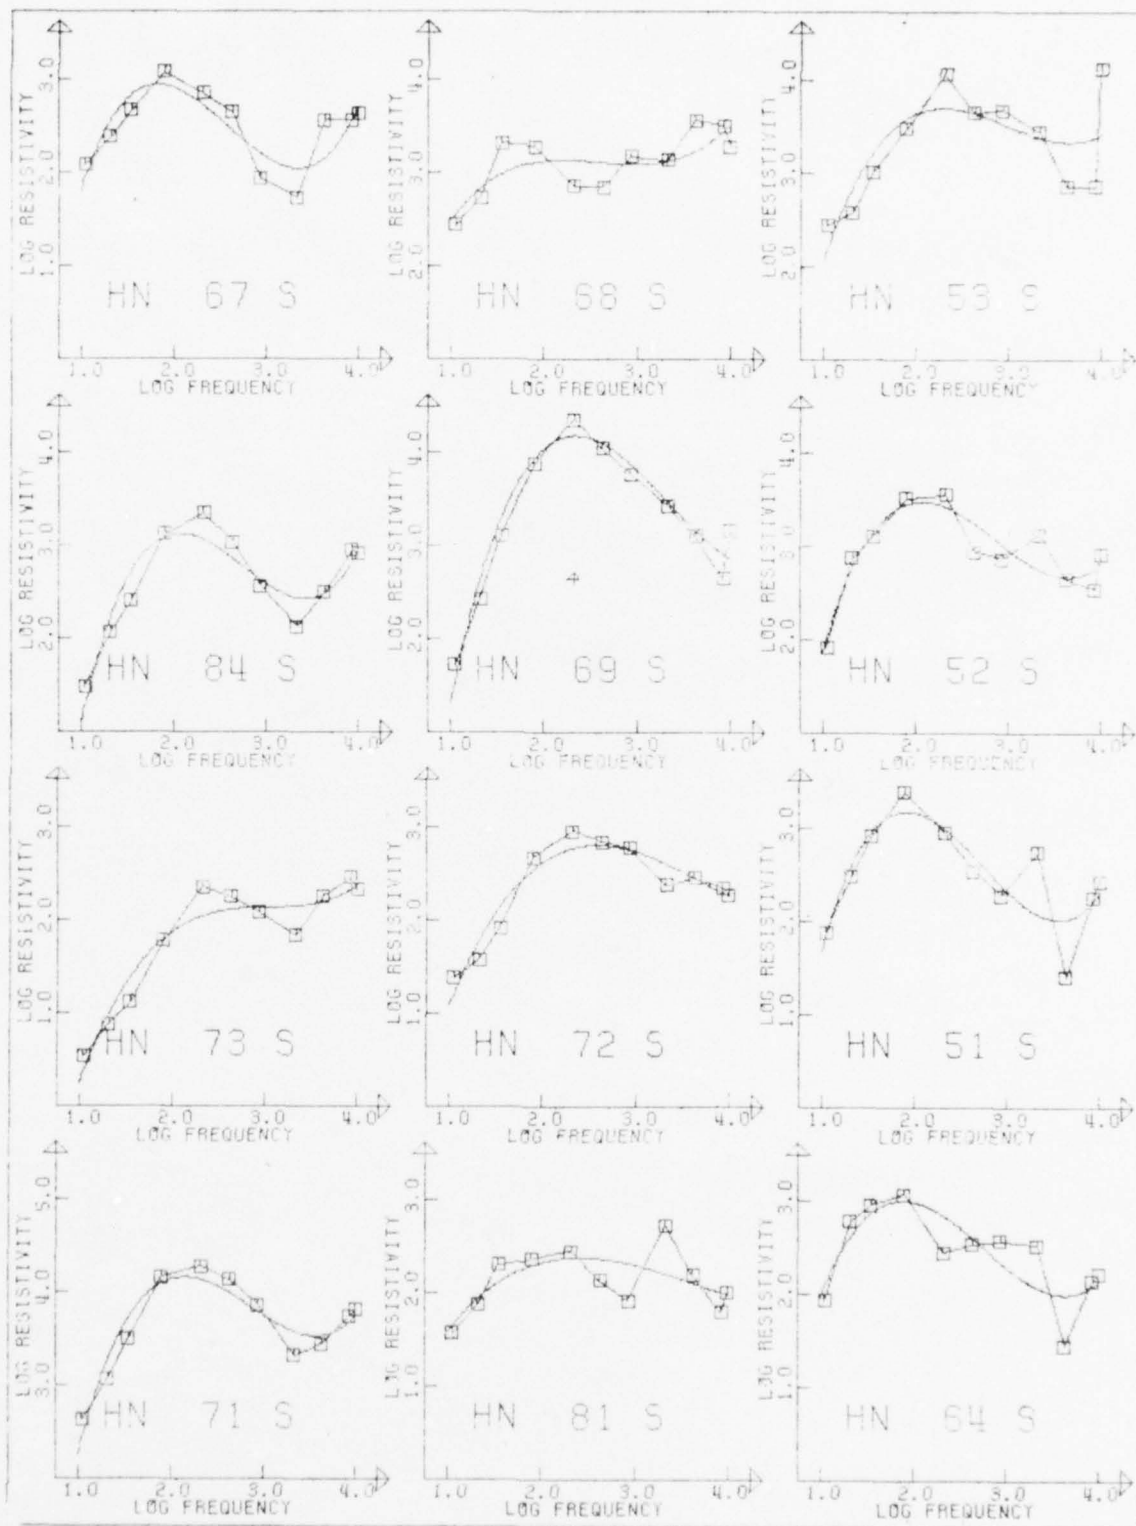 LOG RESISTIVITY
3.0
2.0
1.0
HN 67 S
1.0 2.0 3.0 4.0
LOG FREQUENCY
LOG RESISTIVITY
4.0
3.0
2.0
HN 68 S
1.0 2.0 3.0 4.0
LOG FREQUENCY
LOG RESISTIVITY
4.0
3.0
2.0
HN 53 S
1.0 2.0 3.0 4.0
LOG FREQUENCY
LOG RESISTIVITY
4.0
3.0
2.0
HN 84 S
1.0 2.0 3.0 4.0
LOG FREQUENCY
LOG RESISTIVITY
4.0
3.0
2.0
HN 69 S
1.0 2.0 3.0 4.0
LOG FREQUENCY
LOG RESISTIVITY
4.0
3.0
2.0
HN 52 S
1.0 2.0 3.0 4.0
LOG FREQUENCY
LOG RESISTIVITY
3.0
2.0
1.0
HN 73 S
1.0 2.0 3.0 4.0
LOG FREQUENCY
LOG RESISTIVITY
3.0
2.0
1.0
HN 72 S
1.0 2.0 3.0 4.0
LOG FREQUENCY
LOG RESISTIVITY
3.0
2.0
1.0
HN 51 S
1.0 2.0 3.0 4.0
LOG FREQUENCY
LOG RESISTIVITY
5.0
4.0
3.0
HN 71 S
1.0 2.0 3.0 4.0
LOG FREQUENCY
LOG RESISTIVITY
3.0
2.0
1.0
HN 81 S
1.0 2.0 3.0 4.0
LOG FREQUENCY
LOG RESISTIVITY
3.0
2.0
1.0
HN 64 S
1.0 2.0 3.0 4.0
LOG FREQUENCY